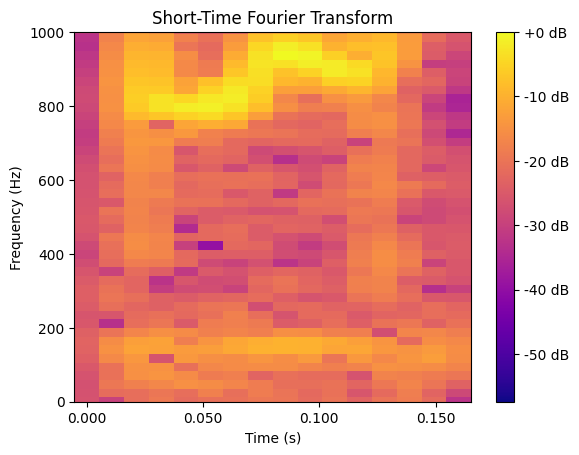 Short-Time Fourier Transform
1000
800
600
400
200
0
Frequency (Hz)
0.000
0.050
0.100
0.150
Time (s)
+0 dB
-10 dB
-20 dB
-30 dB
-40 dB
-50 dB